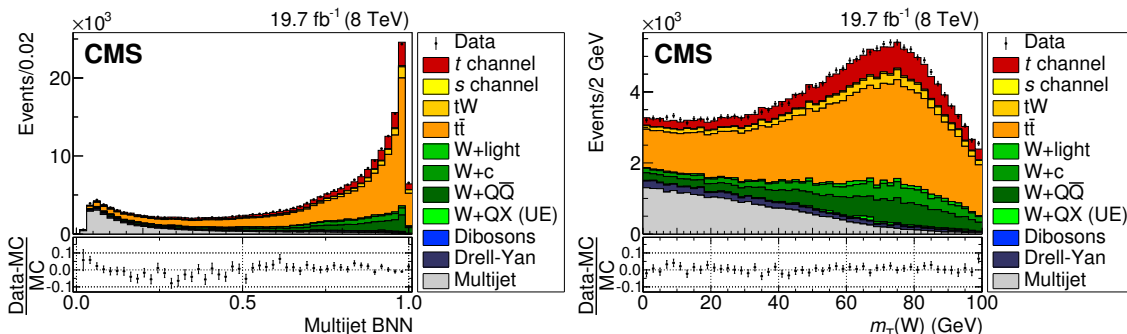 ×10³ 19.7 fb⁻¹ (8 TeV)
CMS
Events/0.02
20
10
0
Data
t channel
s channel
tW
tt̅
W+light
W+c
W+QQ̅
W+QX (UE)
Dibosons
Drell-Yan
Multijet
Data-MC
MC
0.1
0.0
-0.1
0.0 0.5 1.0
Multijet BNN
×10³ 19.7 fb⁻¹ (8 TeV)
CMS
Events/2 GeV
4
2
0
Data
t channel
s channel
tW
tt̅
W+light
W+c
W+QQ̅
W+QX (UE)
Dibosons
Drell-Yan
Multijet
Data-MC
MC
0.1
0.0
-0.1
0 20 40 60 80 100
m_T(W) (GeV)